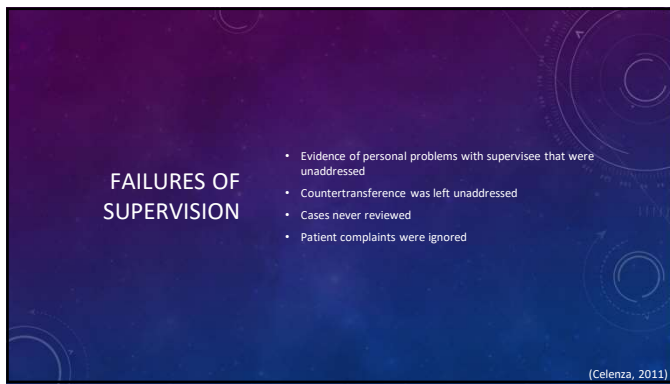 FAILURES OF
SUPERVISION
• Evidence of personal problems with supervisee that were
unaddressed
• Countertransference was left unaddressed
• Cases never reviewed
• Patient complaints were ignored
(Celenza, 2011)